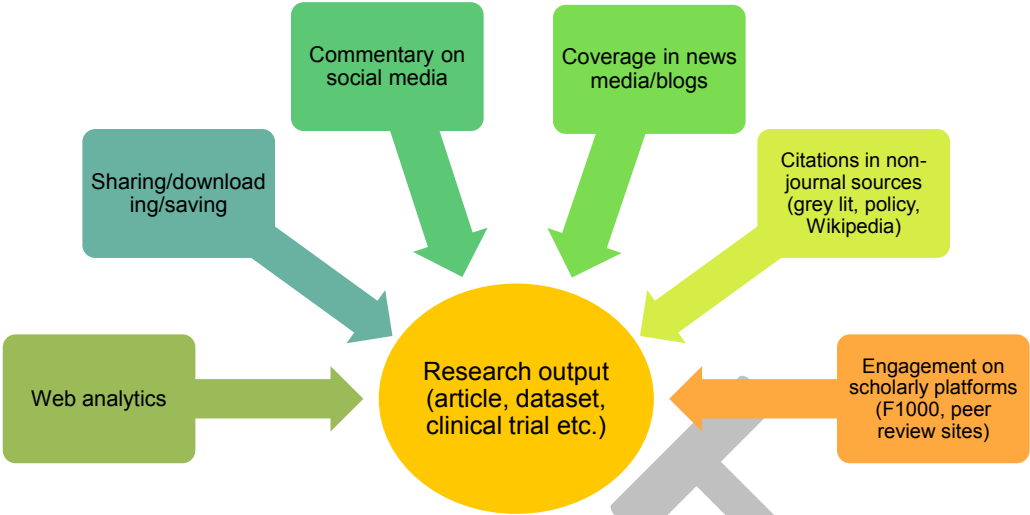 Commentary on
social media
Coverage in news
media/blogs
Sharing/download
ing/saving
Citations in non-
journal sources
(grey lit, policy,
Wikipedia)
Web analytics
Research output
(article, dataset,
clinical trial etc.)
Engagement on
scholarly platforms
(F1000, peer
review sites)